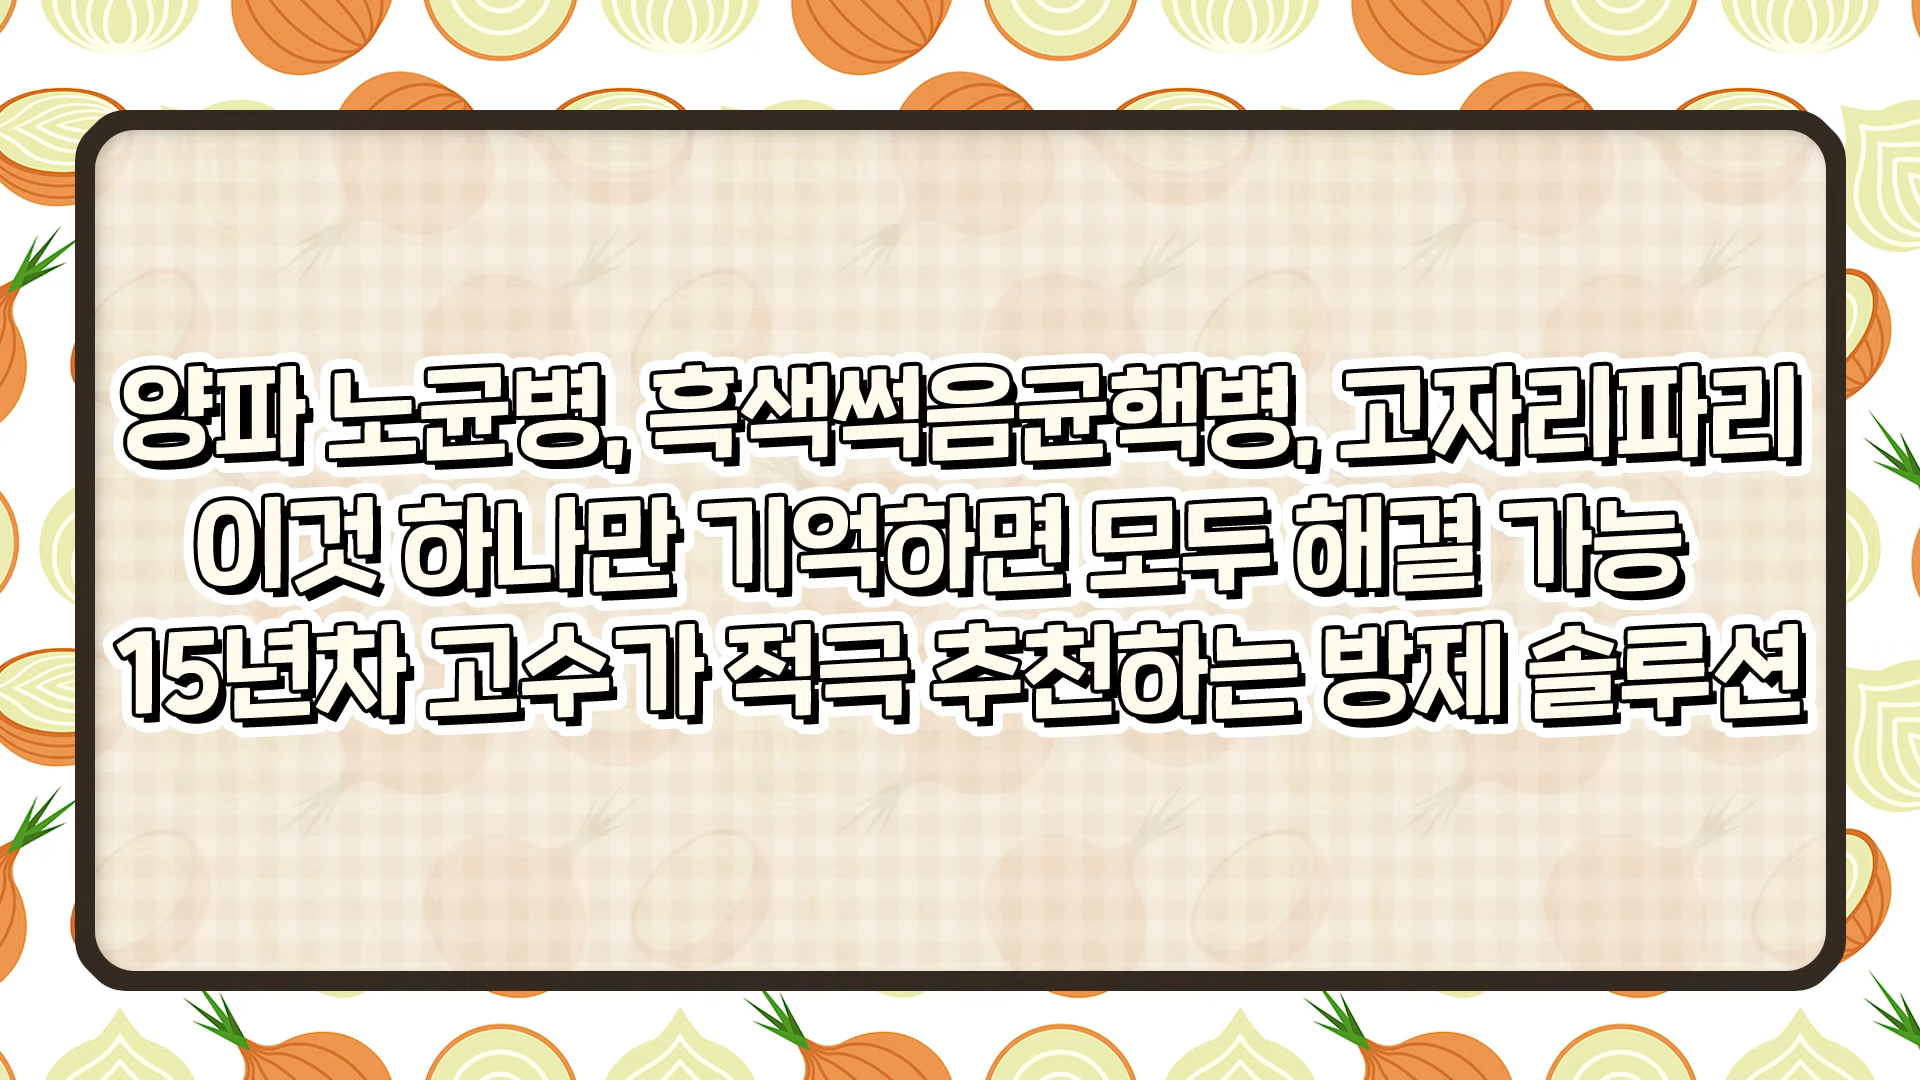 양파 노균병, 흑색썩음균핵병, 고자리파리
이것 하나만 기억하면 모두 해결 가능
15년차 고수가 적극 추천하는 방제 솔루션